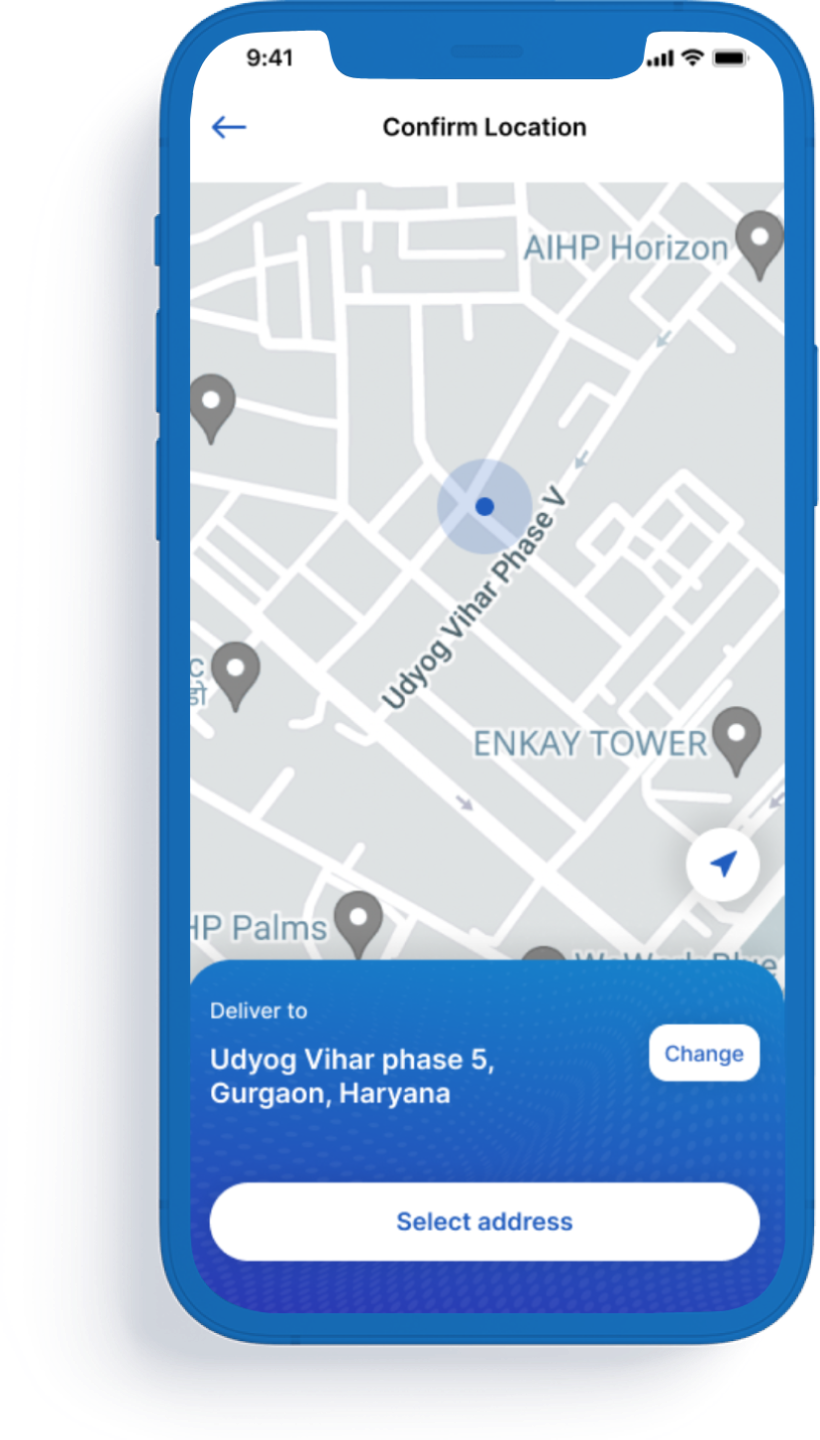 9:41
Confirm Location
AIHP Horizon
Udyog Vihar Phase V
ENKAY TOWER
HP Palms
WeWork Blue
Deliver to
Udyog Vihar phase 5,
Gurgaon, Haryana
Change
Select address